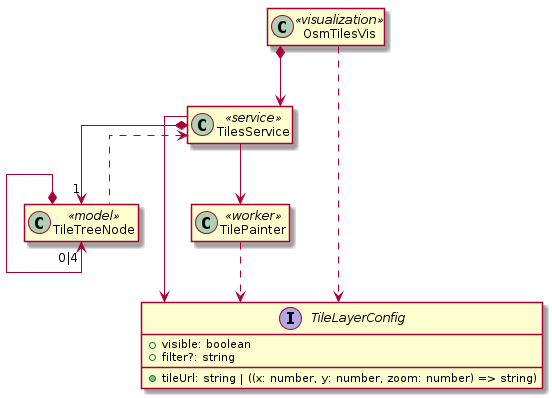 C «visualization»
OsmTilesVis
C «service»
TilesService
1
C «model»
TileTreeNode
C «worker»
TilePainter
0|4
I TileLayerConfig
visible: boolean
filter?: string
tileUrl: string | ((x: number, y: number, zoom: number) => string)